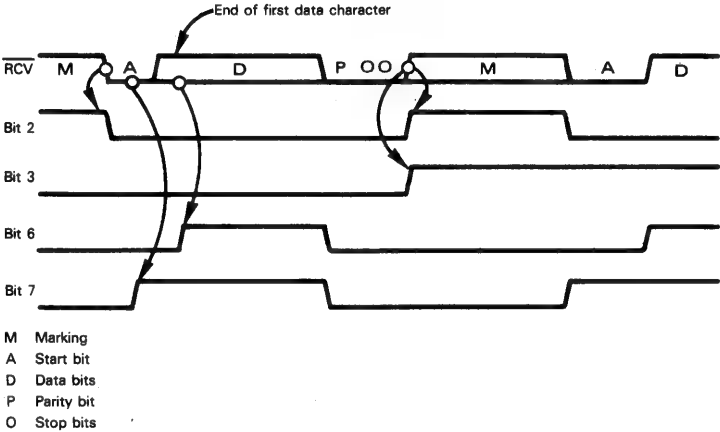 End of first data character
RCV M A D P OO M A D
Bit 2
Bit 3
Bit 6
Bit 7
M Marking
A Start bit
D Data bits
P Parity bit
O Stop bits